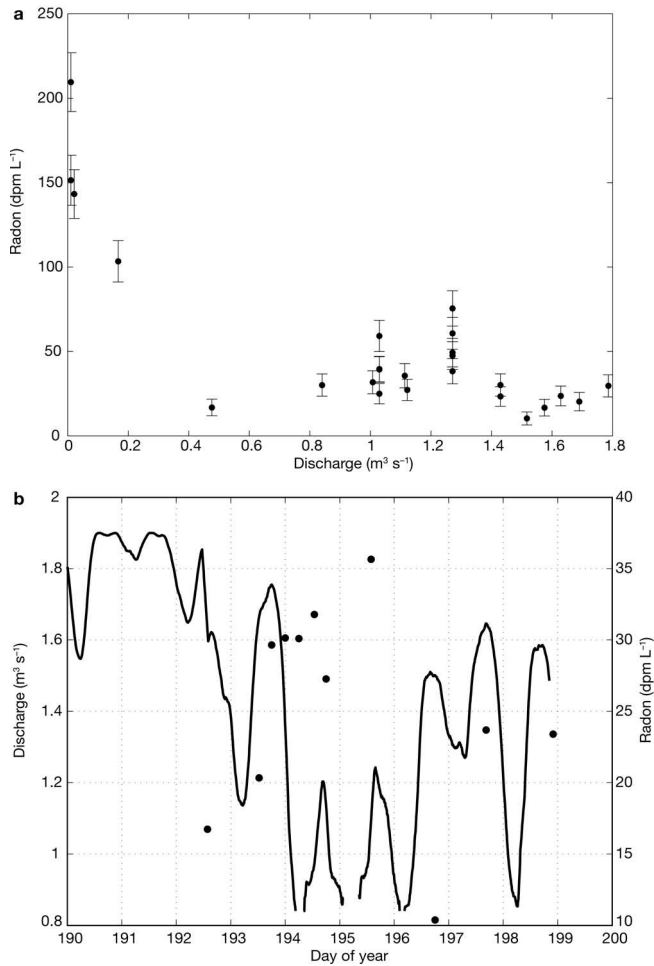 a
250
200
150
100
50
0
Radon (dpm L⁻¹)
0 0.2 0.4 0.6 0.8 1 1.2 1.4 1.6 1.8
Discharge (m³ s⁻¹)
b
2 40
1.8 35
1.6 30
1.4 25
1.2 20
1 15
0.8 10
Discharge (m³ s⁻¹)
Radon (dpm L⁻¹)
190 191 192 193 194 195 196 197 198 199 200
Day of year